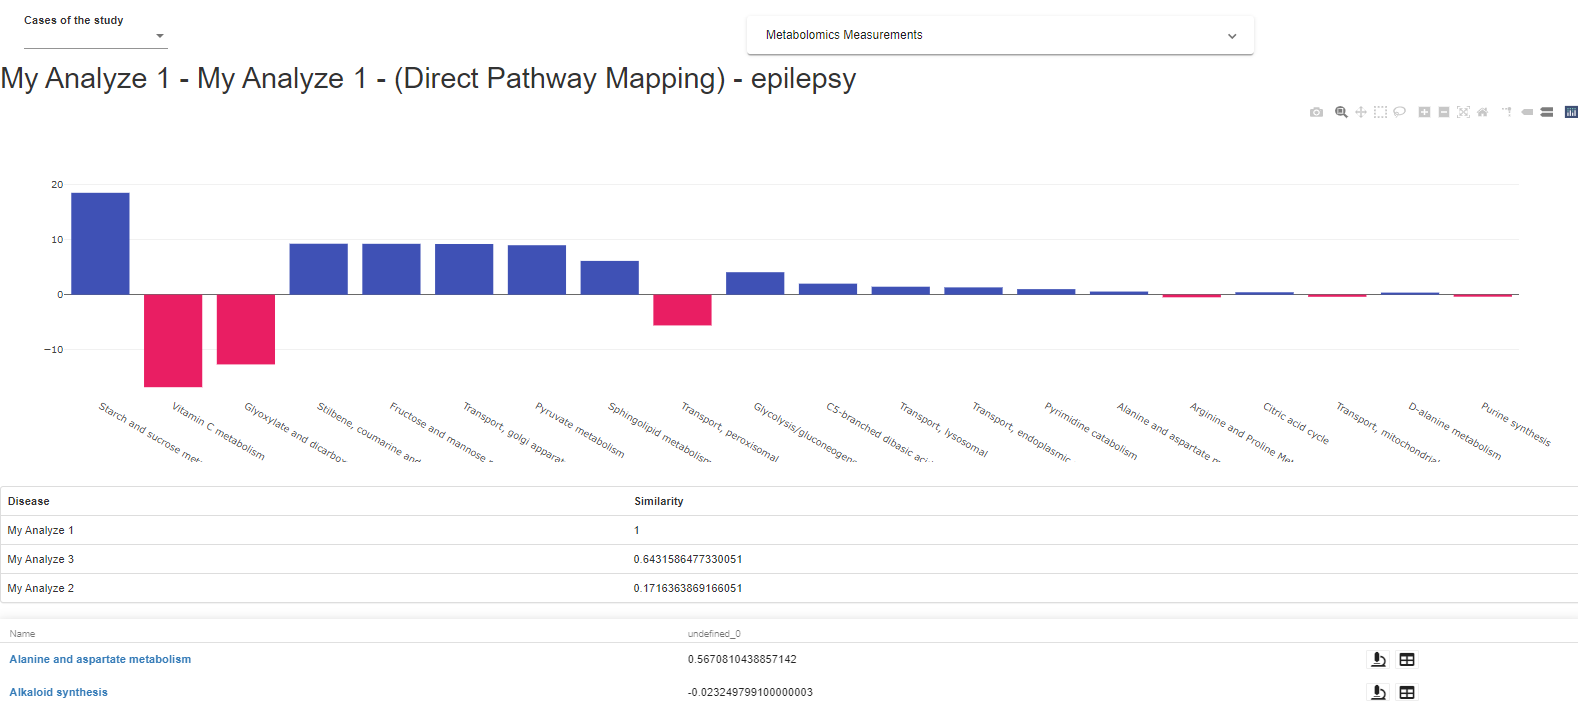 Cases of the study
Metabolomics Measurements
My Analyze 1 - My Analyze 1 - (Direct Pathway Mapping) - epilepsy
20
10
0
−10
Starch and sucrose met
Vitamin C metabolism
Glyoxylate and dicarbox
Stilbene, coumarine and
Fructose and mannose
Transport, golgi apparat
Pyruvate metabolism
Sphingolipid metabolism
Transport, peroxisomal
Glycolysis/gluconeogen
C5-branched dibasic aci
Transport, lysosomal
Transport, endoplasmic
Pyrimidine catabolism
Alanine and aspartate m
Arginine and Proline Met
Citric acid cycle
Transport, mitochondrial
D-alanine metabolism
Purine synthesis
Disease Similarity
My Analyze 1 1
My Analyze 3 0.6431586477330051
My Analyze 2 0.1716363869166051
Name undefined_0
Alanine and aspartate metabolism 0.5670810438857142
Alkaloid synthesis -0.023249799100000003